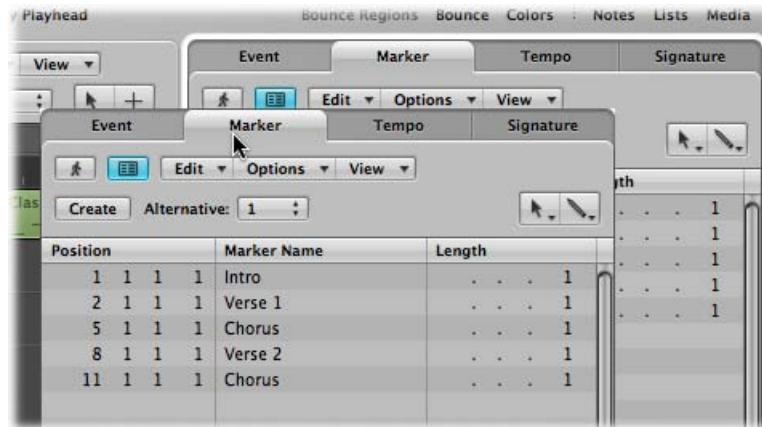 Playhead Bounce Regions Bounce Colors Notes Lists Media
View Event Marker Tempo Signature
Edit Options View
Event Marker Tempo Signature
Edit Options View
Create Alternative: 1
Position Marker Name Length
1 1 1 1 Intro . . . 1
2 1 1 1 Verse 1 . . . 1
5 1 1 1 Chorus . . . 1
8 1 1 1 Verse 2 . . . 1
11 1 1 1 Chorus . . . 1
. . . 1
. . . 1
. . . 1
. . . 1
. . . 1